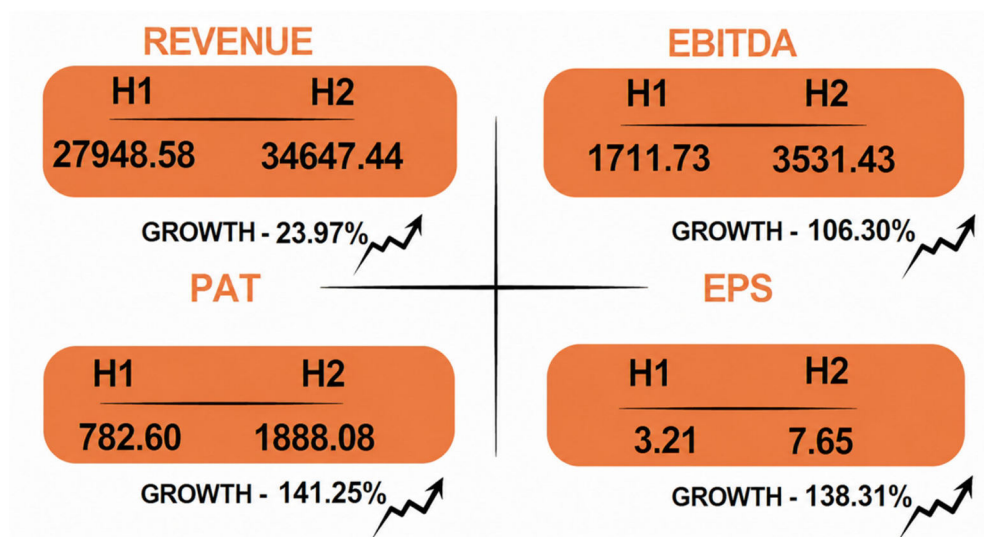 REVENUE
H1 H2
27948.58 34647.44
GROWTH - 23.97%
EBITDA
H1 H2
1711.73 3531.43
GROWTH - 106.30%
PAT
H1 H2
782.60 1888.08
GROWTH - 141.25%
EPS
H1 H2
3.21 7.65
GROWTH - 138.31%